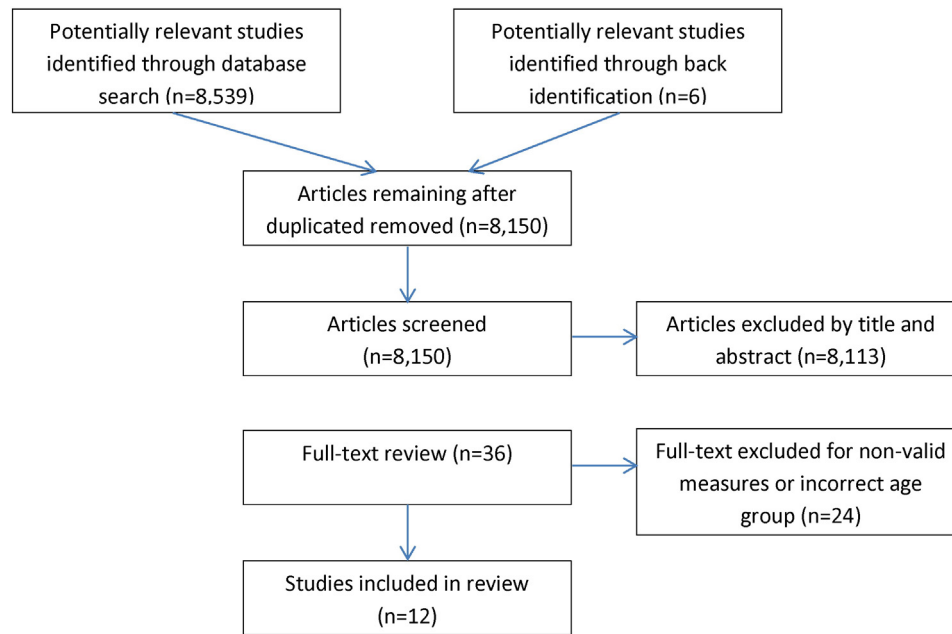 Potentially relevant studies
identified through database
search (n=8,539)
Potentially relevant studies
identified through back
identification (n=6)
Articles remaining after
duplicated removed (n=8,150)
Articles screened
(n=8,150)
Articles excluded by title and
abstract (n=8,113)
Full-text review (n=36)
Full-text excluded for non-valid
measures or incorrect age
group (n=24)
Studies included in review
(n=12)